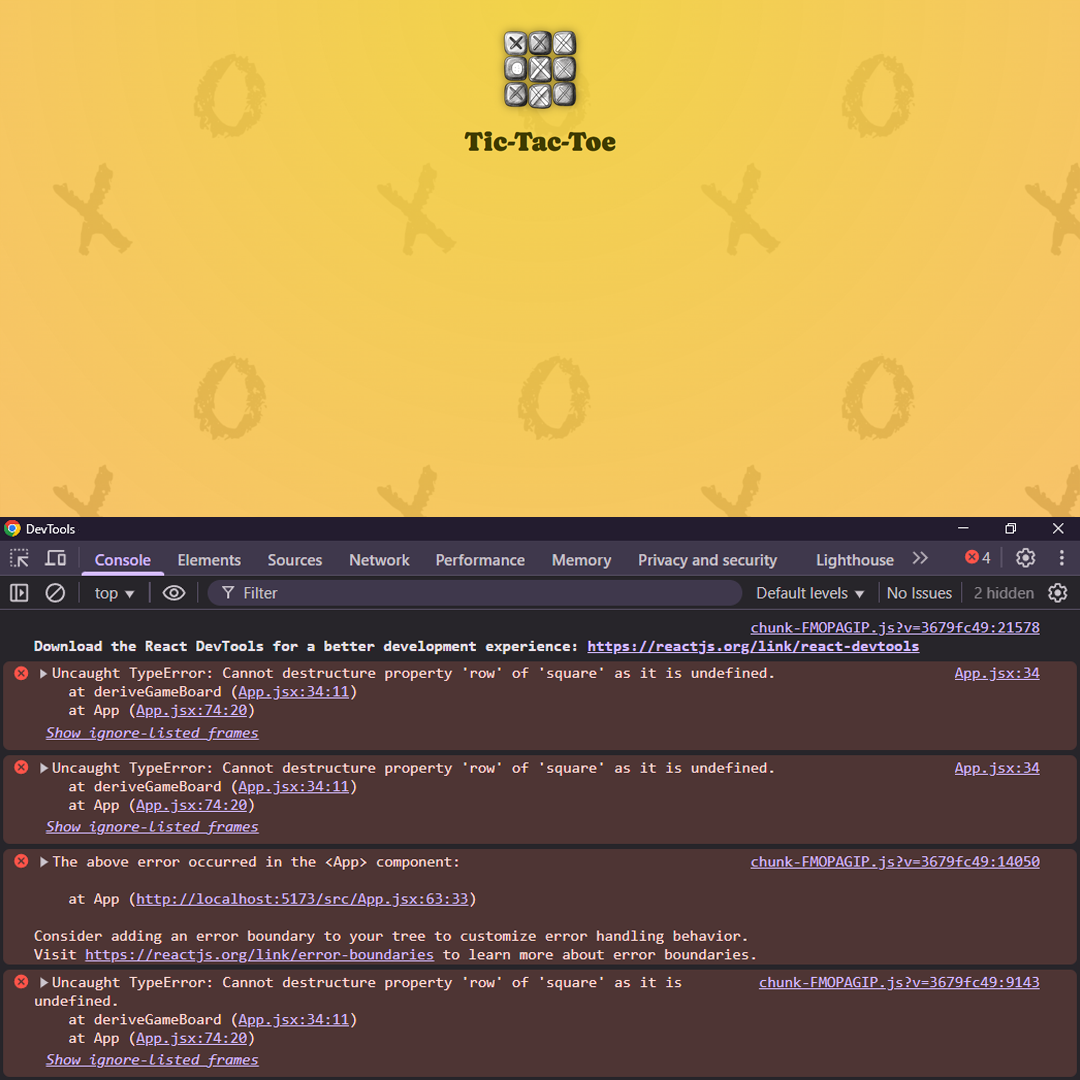 Tic-Tac-Toe
DevTools
Console Elements Sources Network Performance Memory Privacy and security Lighthouse 4
top Filter Default levels No Issues 2 hidden
chunk-FMOPAGIP.js?v=3679fc49:21578
Download the React DevTools for a better development experience: https://reactjs.org/link/react-devtools
Uncaught TypeError: Cannot destructure property 'row' of 'square' as it is undefined. App.jsx:34
at deriveGameBoard (App.jsx:34:11)
at App (App.jsx:74:20)
Show ignore-listed frames
Uncaught TypeError: Cannot destructure property 'row' of 'square' as it is undefined. App.jsx:34
at deriveGameBoard (App.jsx:34:11)
at App (App.jsx:74:20)
Show ignore-listed frames
The above error occurred in the <App> component: chunk-FMOPAGIP.js?v=3679fc49:14050
at App (http://localhost:5173/src/App.jsx:63:33)
Consider adding an error boundary to your tree to customize error handling behavior.
Visit https://reactjs.org/link/error-boundaries to learn more about error boundaries.
Uncaught TypeError: Cannot destructure property 'row' of 'square' as it is chunk-FMOPAGIP.js?v=3679fc49:9143
undefined.
at deriveGameBoard (App.jsx:34:11)
at App (App.jsx:74:20)
Show ignore-listed frames